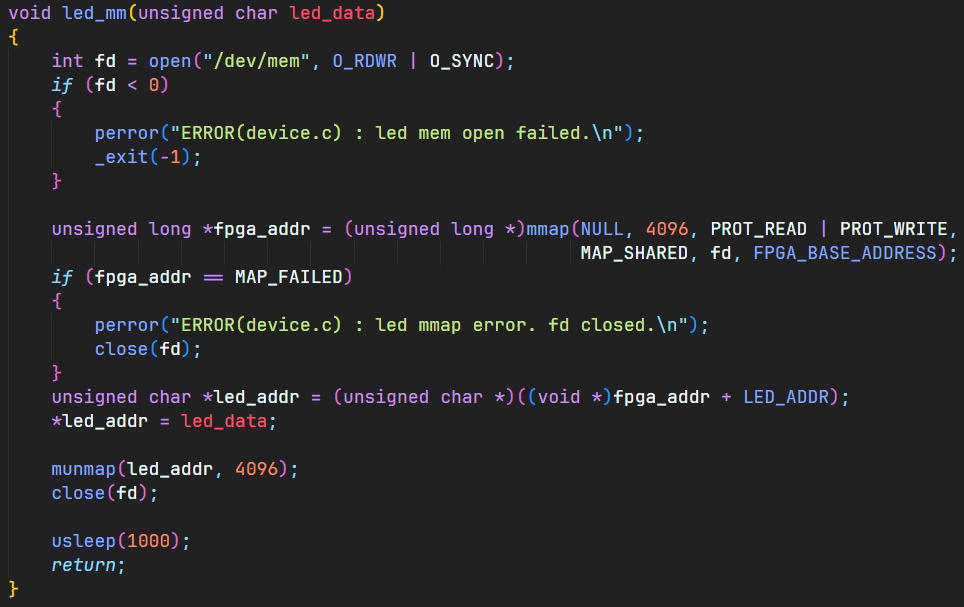 void led_mm(unsigned char led_data)
{
    int fd = open("/dev/mem", O_RDWR | O_SYNC);
    if (fd < 0)
    {
        perror("ERROR(device.c) : led mem open failed.\n");
        _exit(-1);
    }

    unsigned long *fpga_addr = (unsigned long *)mmap(NULL, 4096, PROT_READ | PROT_WRITE,
                                                     MAP_SHARED, fd, FPGA_BASE_ADDRESS);
    if (fpga_addr == MAP_FAILED)
    {
        perror("ERROR(device.c) : led mmap error. fd closed.\n");
        close(fd);
    }
    unsigned char *led_addr = (unsigned char *)((void *)fpga_addr + LED_ADDR);
    *led_addr = led_data;

    munmap(led_addr, 4096);
    close(fd);

    usleep(1000);
    return;
}